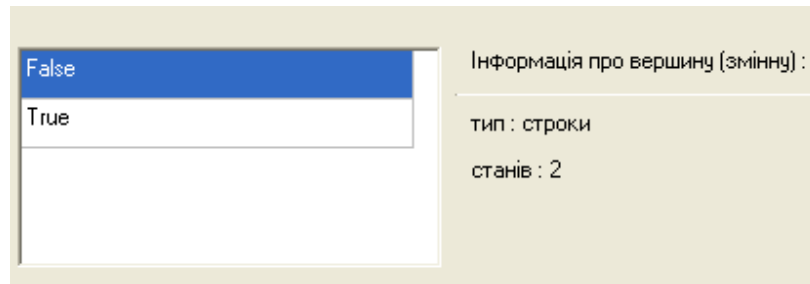 False
True
Інформація про вершину (змінну) :
тип : строки
станів : 2